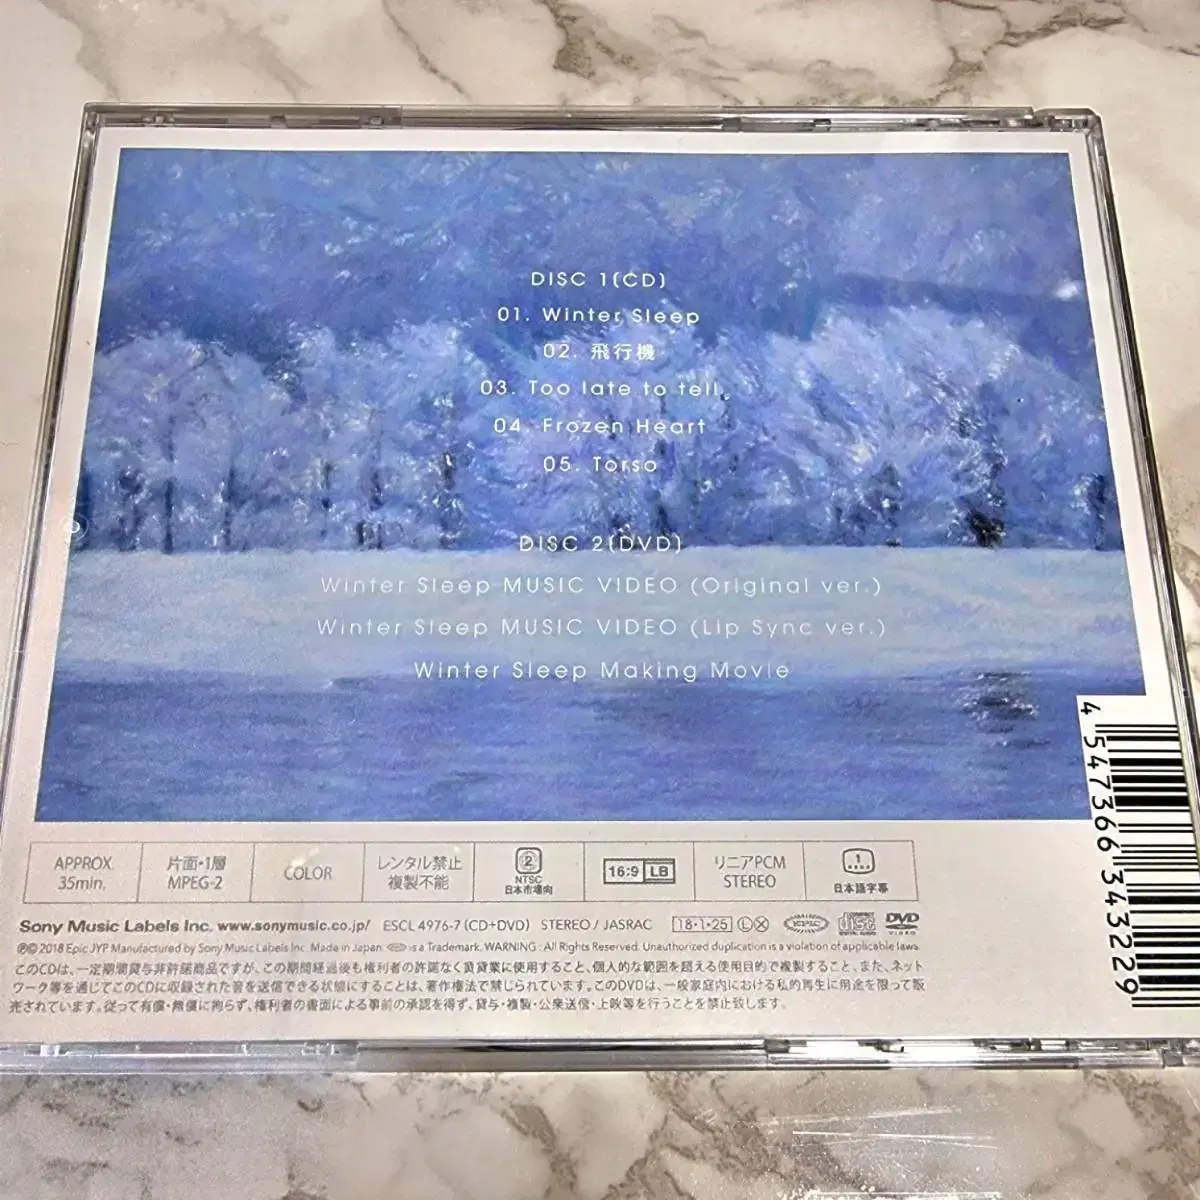 DISC 1(CD)
01. Winter Sleep
02. 飛行機
03. Too late to tell.
04. Frozen Heart
05. Torso
DISC 2(DVD)
Winter Sleep MUSIC VIDEO (Original ver.)
Winter Sleep MUSIC VIDEO (Lip Sync ver.)
Winter Sleep Making Movie
4 547366 343229
APPROX. 35min.
片面・1層 MPEG-2
COLOR
レンタル禁止 複製不能
2 NTSC 日本市場向
16:9 LB
リニアPCM STEREO
1 日本語字幕
Sony Music Labels Inc. www.sonymusic.co.jp/ ESCL 4976-7 (CD+DVD) STEREO / JASRAC 18・1・25 Ⓛ Ⓧ EPIC DVD VIDEO
℗© 2018 Epic JYP Manufactured by Sony Music Labels Inc. Made in Japan. is a Trademark. WARNING : All Rights Reserved. Unauthorized duplication is a violation of applicable laws.
このCDは、一定期間貸与非許諾商品ですが、この期間経過後も権利者の許諾なく賃貸業に使用すること、個人的な範囲を超える使用目的で複製すること、また、ネット
ワーク等を通じてこのCDに収録された音を送信できる状態にすることは、著作権法で禁じられています。このDVDは、一般家庭内における私的再生に用途を限って販
売されています。従って有償・無償に拘らず、権利者の書面による事前の承認を得ず、貸与・複製・公衆送信・上映等を行うことを禁止致します。